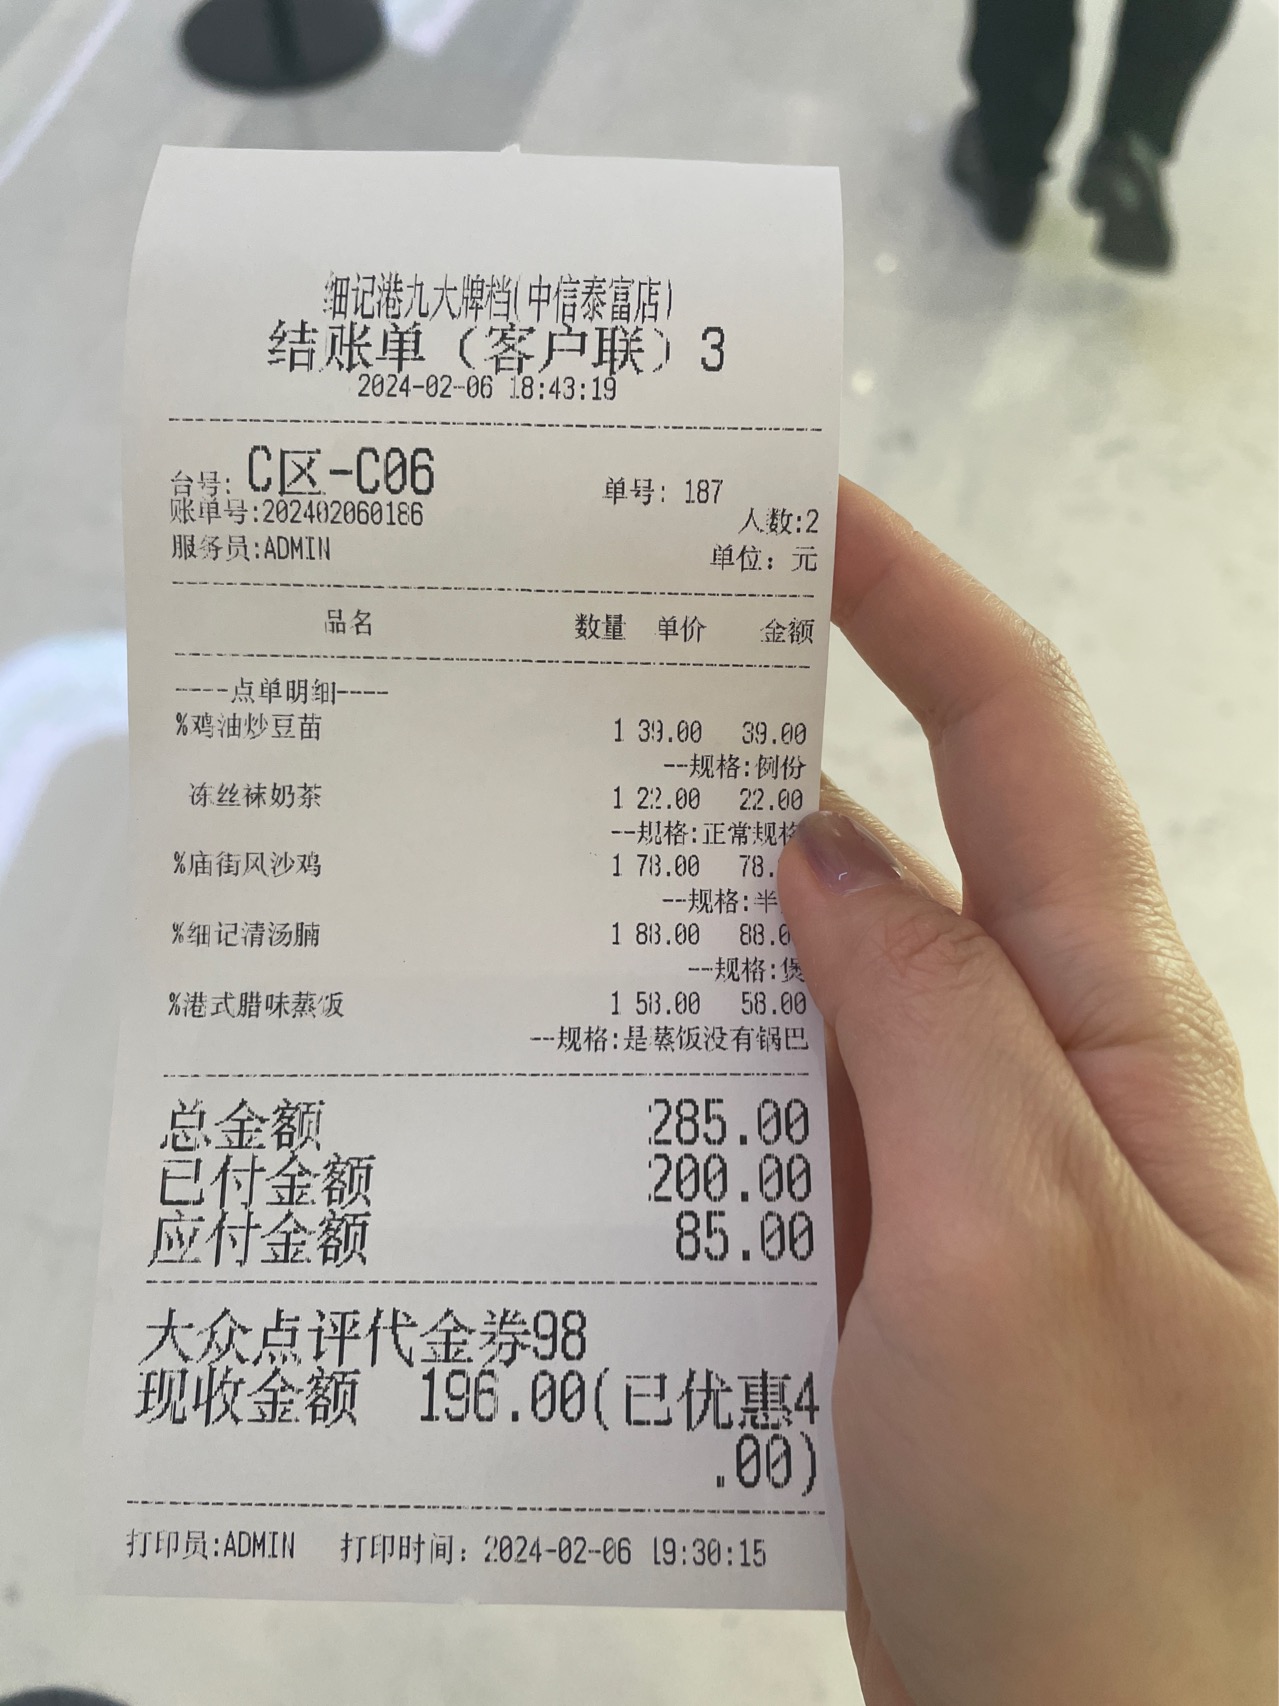 细记港九大牌档(中信泰富店)
结账单（客户联）3
2024-02-06 18:43:19
台号: C区-C06 单号: 187
账单号:202402060186 人数:2
服务员:ADMIN 单位: 元
品名 数量 单价 金额
----点单明细----
%鸡油炒豆苗 1 39.00 39.00
--规格:例份
冻丝袜奶茶 1 22.00 22.00
--规格:正常规格
%庙街风沙鸡 1 78.00 78.
--规格:半
%细记清汤腩 1 88.00 88.0
--规格:煲
%港式腊味蒸饭 1 58.00 58.00
--规格:是蒸饭没有锅巴
总金额 285.00
已付金额 200.00
应付金额 85.00
大众点评代金券98
现收金额 196.00(已优惠4
.00)
打印员:ADMIN 打印时间: 2024-02-06 19:30:15